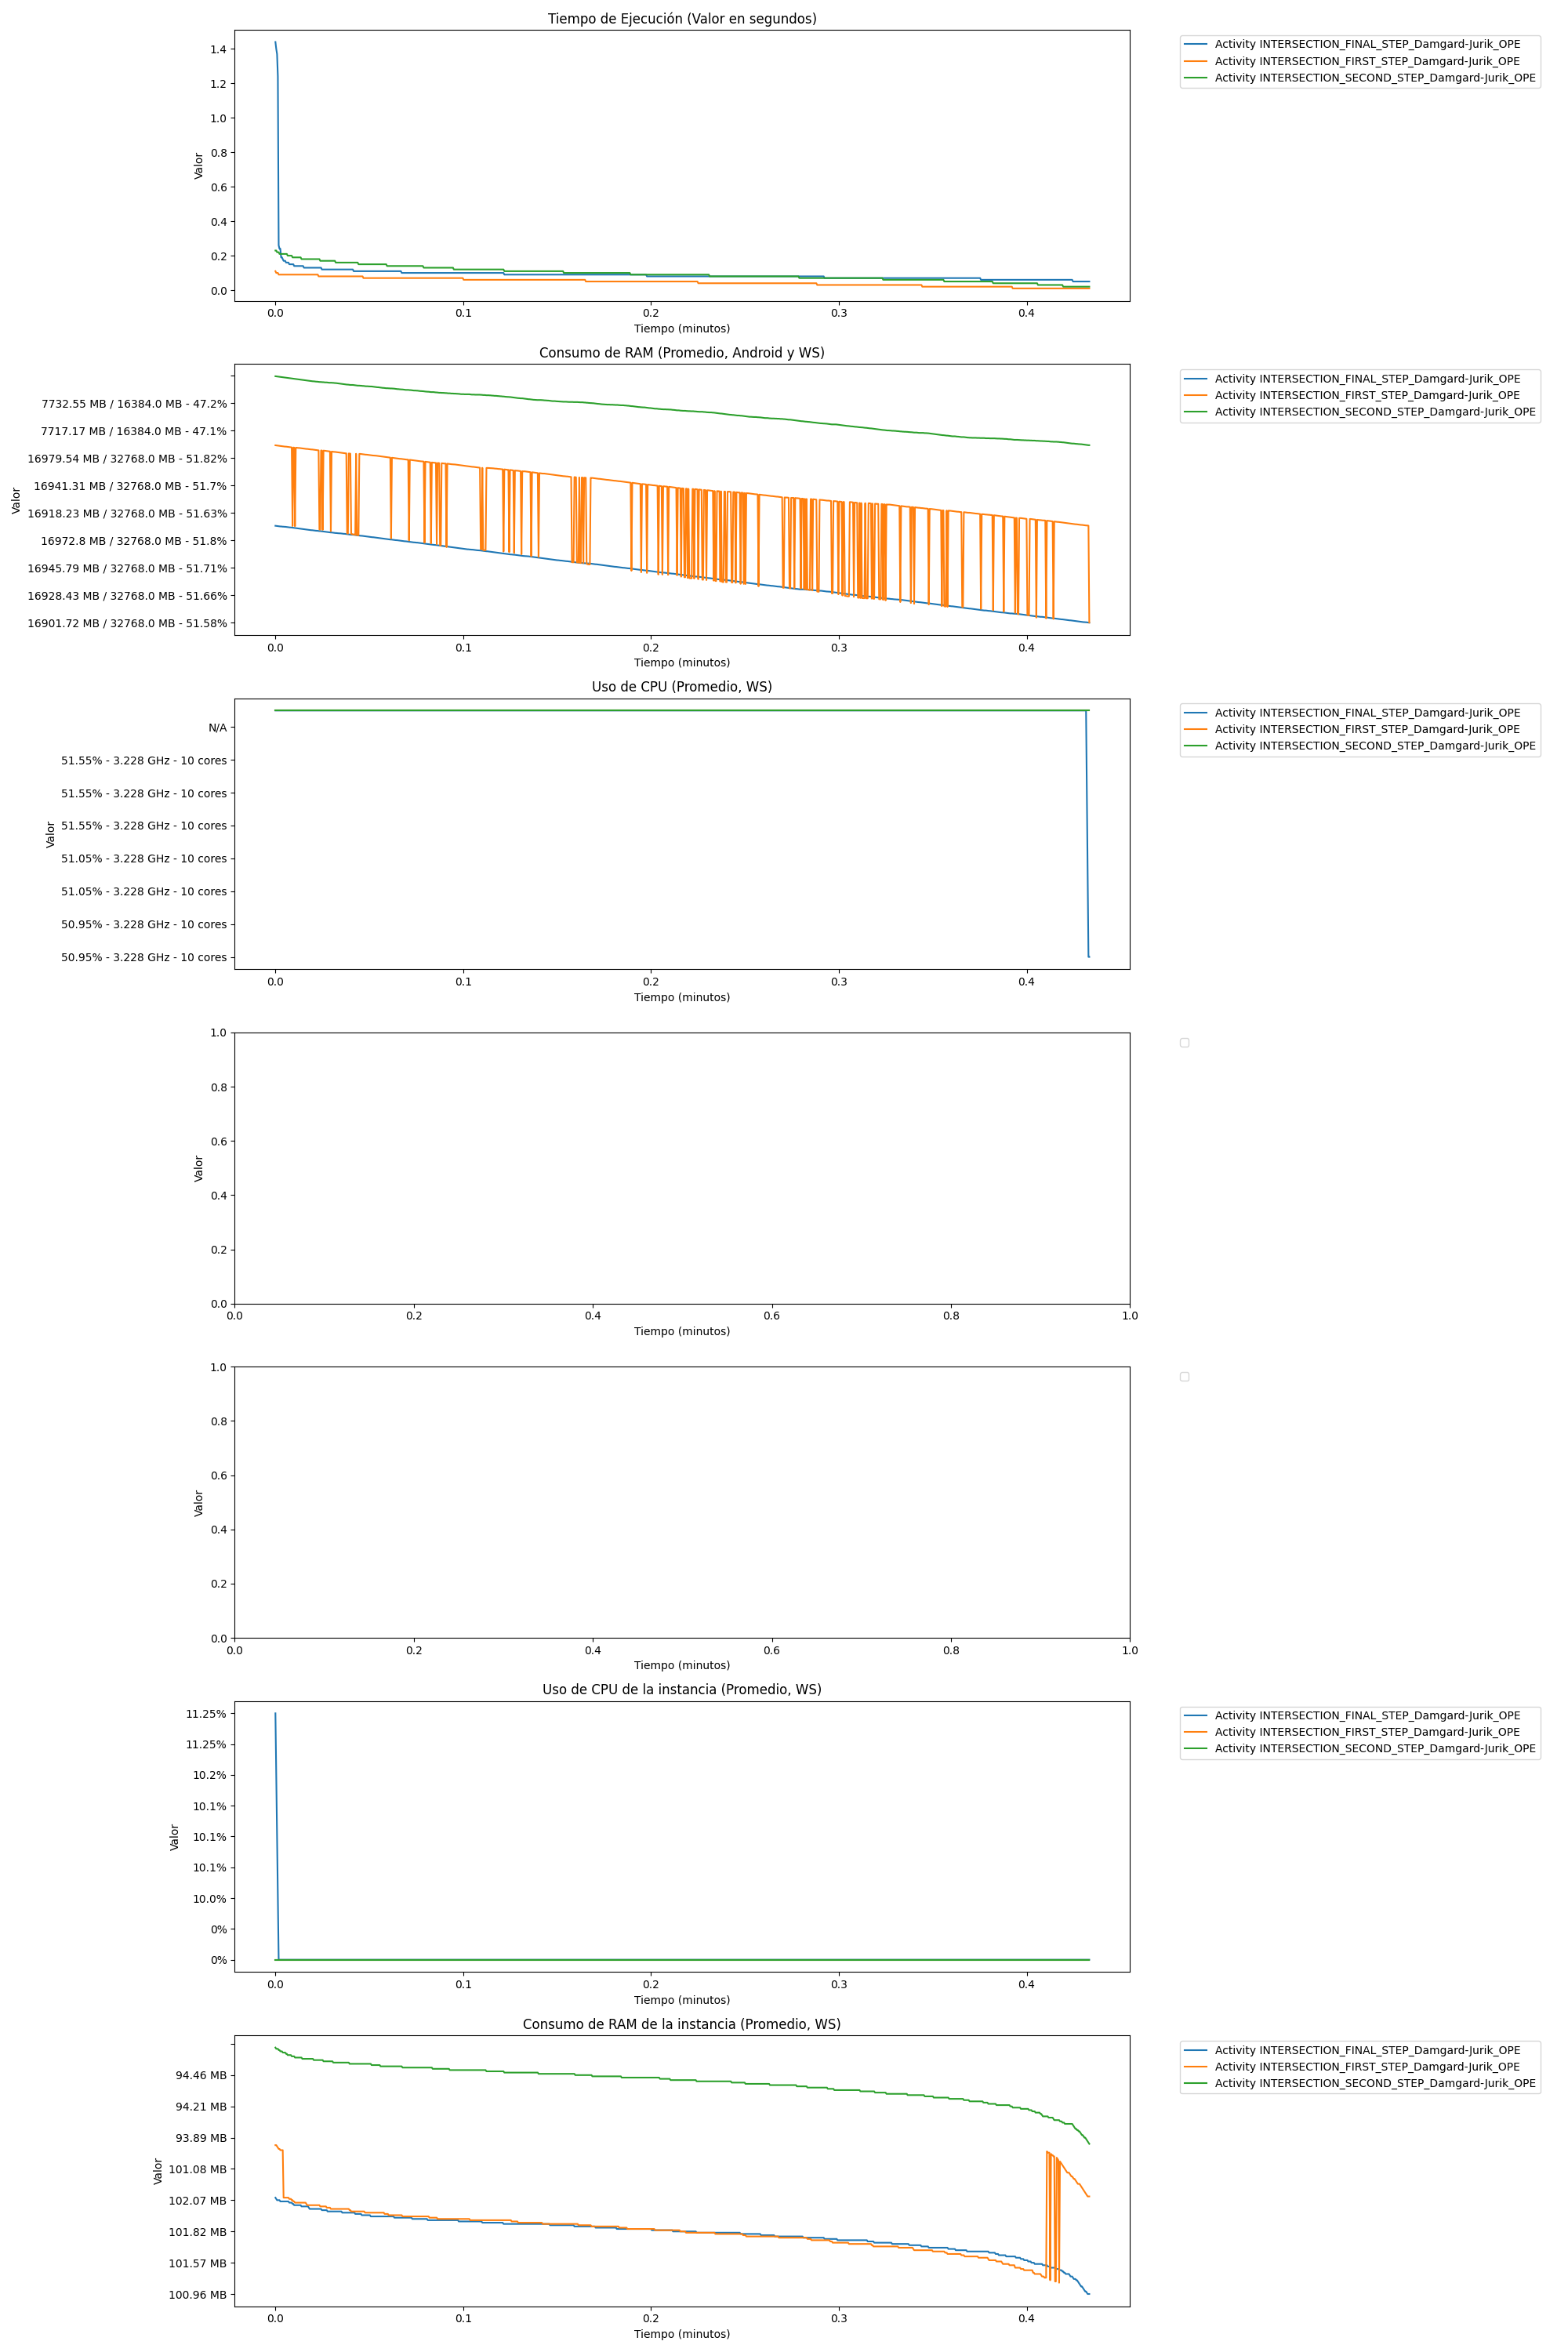 Tiempo de Ejecución (Valor en segundos)
1.4
1.2
1.0
0.8
0.6
0.4
0.2
0.0
Valor
0.0 0.1 0.2 0.3 0.4
Tiempo (minutos)
Activity INTERSECTION_FINAL_STEP_Damgard-Jurik_OPE
Activity INTERSECTION_FIRST_STEP_Damgard-Jurik_OPE
Activity INTERSECTION_SECOND_STEP_Damgard-Jurik_OPE
Consumo de RAM (Promedio, Android y WS)
7732.55 MB / 16384.0 MB - 47.2%
7717.17 MB / 16384.0 MB - 47.1%
16979.54 MB / 32768.0 MB - 51.82%
16941.31 MB / 32768.0 MB - 51.7%
16918.23 MB / 32768.0 MB - 51.63%
16972.8 MB / 32768.0 MB - 51.8%
16945.79 MB / 32768.0 MB - 51.71%
16928.43 MB / 32768.0 MB - 51.66%
16901.72 MB / 32768.0 MB - 51.58%
Valor
0.0 0.1 0.2 0.3 0.4
Tiempo (minutos)
Activity INTERSECTION_FINAL_STEP_Damgard-Jurik_OPE
Activity INTERSECTION_FIRST_STEP_Damgard-Jurik_OPE
Activity INTERSECTION_SECOND_STEP_Damgard-Jurik_OPE
Uso de CPU (Promedio, WS)
N/A
51.55% - 3.228 GHz - 10 cores
51.55% - 3.228 GHz - 10 cores
51.55% - 3.228 GHz - 10 cores
51.05% - 3.228 GHz - 10 cores
51.05% - 3.228 GHz - 10 cores
50.95% - 3.228 GHz - 10 cores
50.95% - 3.228 GHz - 10 cores
Valor
0.0 0.1 0.2 0.3 0.4
Tiempo (minutos)
Activity INTERSECTION_FINAL_STEP_Damgard-Jurik_OPE
Activity INTERSECTION_FIRST_STEP_Damgard-Jurik_OPE
Activity INTERSECTION_SECOND_STEP_Damgard-Jurik_OPE
1.0
0.8
0.6
0.4
0.2
0.0
Valor
0.0 0.2 0.4 0.6 0.8 1.0
Tiempo (minutos)
1.0
0.8
0.6
0.4
0.2
0.0
Valor
0.0 0.2 0.4 0.6 0.8 1.0
Tiempo (minutos)
Uso de CPU de la instancia (Promedio, WS)
11.25%
11.25%
10.2%
10.1%
10.1%
10.1%
10.0%
0%
0%
Valor
0.0 0.1 0.2 0.3 0.4
Tiempo (minutos)
Activity INTERSECTION_FINAL_STEP_Damgard-Jurik_OPE
Activity INTERSECTION_FIRST_STEP_Damgard-Jurik_OPE
Activity INTERSECTION_SECOND_STEP_Damgard-Jurik_OPE
Consumo de RAM de la instancia (Promedio, WS)
94.46 MB
94.21 MB
93.89 MB
101.08 MB
102.07 MB
101.82 MB
101.57 MB
100.96 MB
Valor
0.0 0.1 0.2 0.3 0.4
Tiempo (minutos)
Activity INTERSECTION_FINAL_STEP_Damgard-Jurik_OPE
Activity INTERSECTION_FIRST_STEP_Damgard-Jurik_OPE
Activity INTERSECTION_SECOND_STEP_Damgard-Jurik_OPE